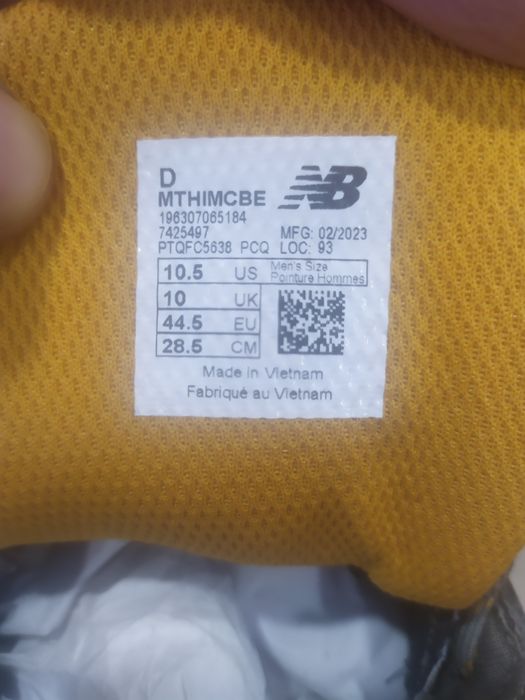 D
NB
MTHIMCBE
196307065184
7425497 MFG: 02/2023
PTQFC5638 PCQ LOC: 93
10.5 US Men's Size
Pointure Hommes
10 UK
44.5 EU
28.5 CM
Made in Vietnam
Fabriqué au Vietnam